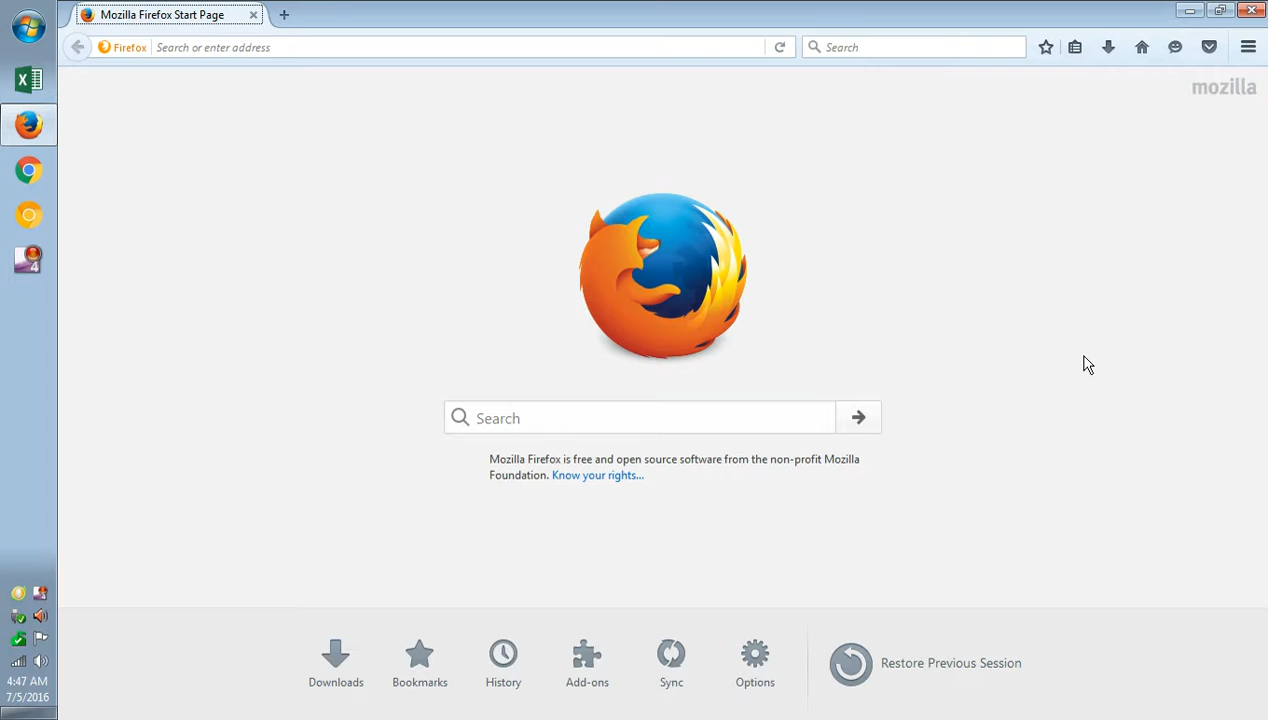 Mozilla Firefox Start Page
Firefox Search or enter address
Search
mozilla
Search
Mozilla Firefox is free and open source software from the non-profit Mozilla
Foundation. Know your rights...
Downloads
Bookmarks
History
Add-ons
Sync
Options
Restore Previous Session
4
4:47 AM
7/5/2016